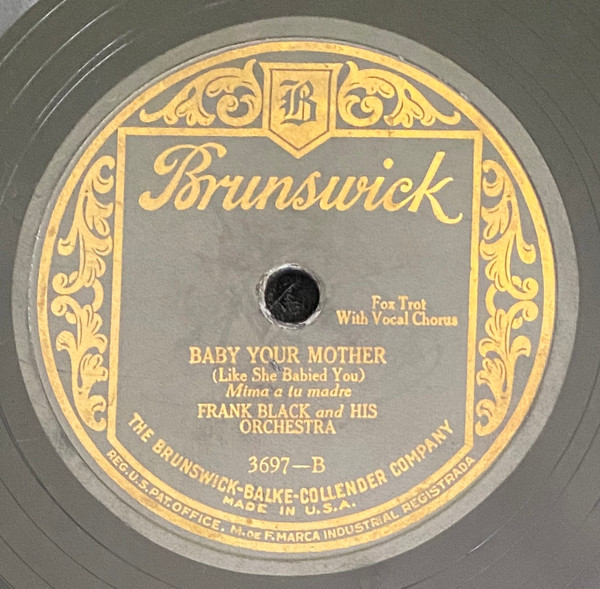 B
Brunswick
Fox Trot
With Vocal Chorus
BABY YOUR MOTHER
(Like She Babied You)
Mima a tu madre
FRANK BLACK and HIS
ORCHESTRA
3697-B
THE BRUNSWICK-BALKE-COLLENDER COMPANY
MADE IN U.S.A.
REG.U.S.PAT.OFFICE. M.DE F.MARCA INDUSTRIAL REGISTRADA